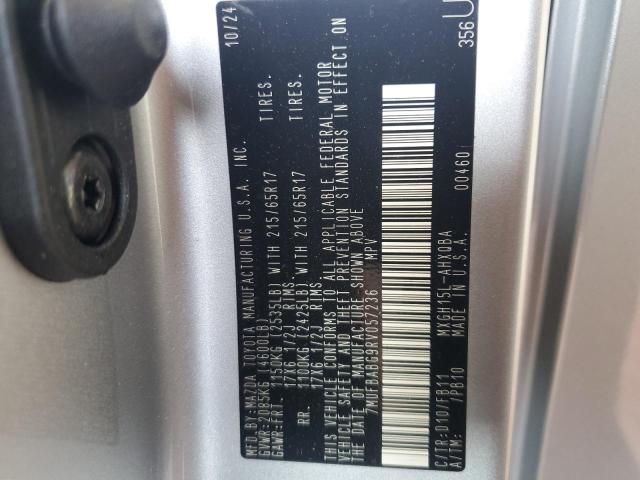 MFD.BY:MAZDA TOYOTA MANUFACTURING U.S.A. INC. 10/24
GVWR:2085KG (4600LB)
GAWR:FRT. 1150KG (2535LB) WITH 215/65R17 TIRES.
17X6 1/2J RIMS.
RR. 1100KG (2425LB) WITH 215/65R17 TIRES.
17X6 1/2J RIMS.
THIS VEHICLE CONFORMS TO ALL APPLICABLE FEDERAL MOTOR
VEHICLE SAFETY AND THEFT PREVENTION STANDARDS IN EFFECT ON
THE DATE OF MANUFACTURE SHOWN ABOVE.
7MUFBABG9RV057236 MPV
C/TR:D10/FB11 MXGH15L-AHXQBA 00460 356 U
A/TM: /PB10 MADE IN U.S.A.